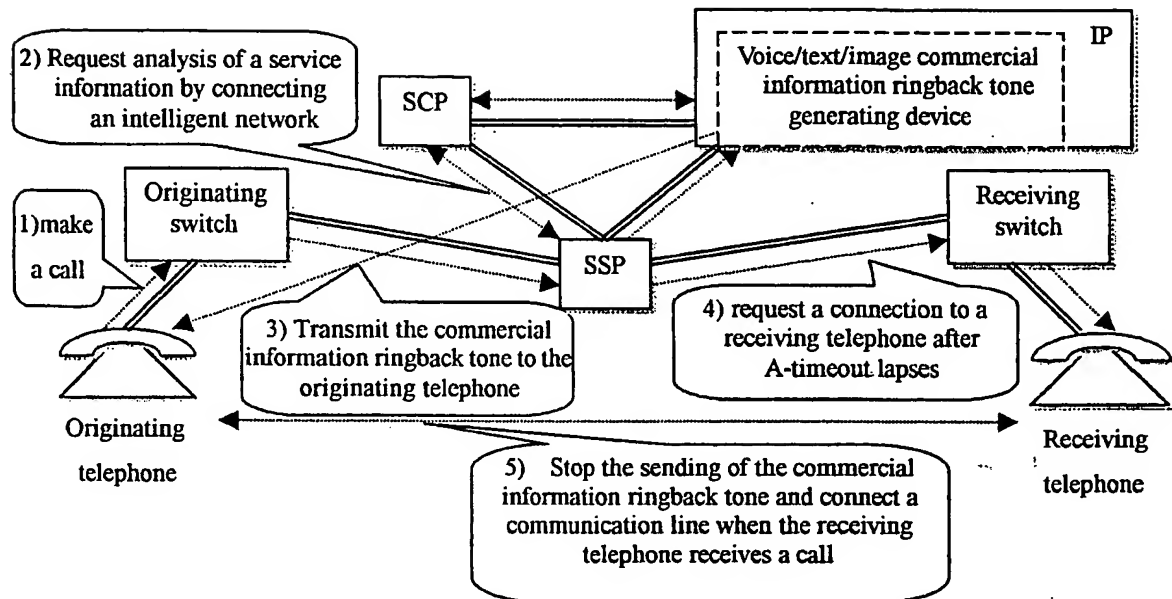 2) Request analysis of a service
information by connecting
an intelligent network
SCP
IP
Voice/text/image commercial
information ringback tone
generating device
1)make
a call
Originating
switch
SSP
Receiving
switch
3) Transmit the commercial
information ringback tone to the
originating telephone
4) request a connection to a
receiving telephone after
A-timeout lapses
Originating
telephone
Receiving
telephone
5) Stop the sending of the commercial
information ringback tone and connect a
communication line when the receiving
telephone receives a call